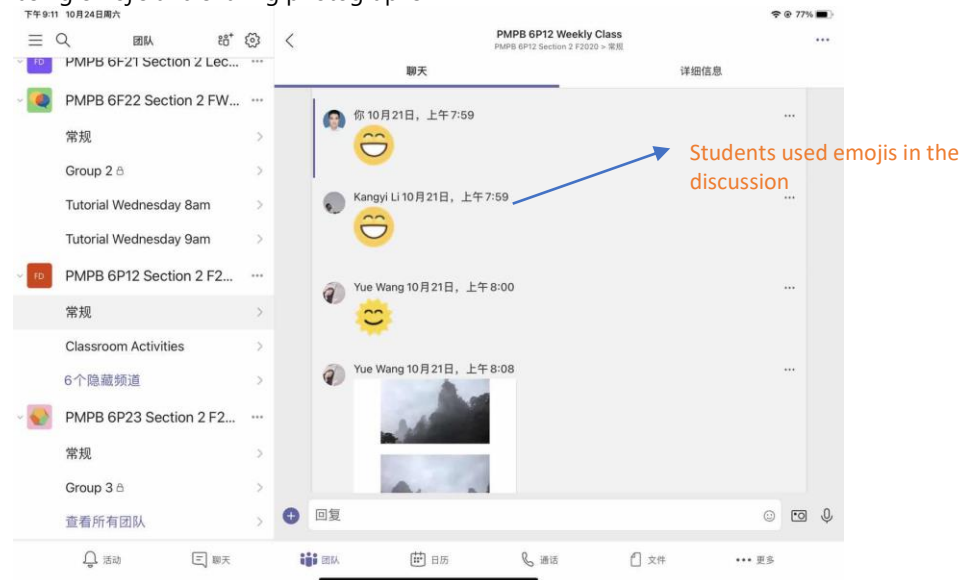 下午9:11 10月24日周六
77%
团队
PMPB 6F21 Section 2 Lec...
FD
PMPB 6F22 Section 2 FW...
常规
Group 2
Tutorial Wednesday 8am
Tutorial Wednesday 9am
FD
PMPB 6P12 Section 2 F2...
常规
Classroom Activities
6个隐藏频道
PMPB 6P23 Section 2 F2...
常规
Group 3
查看所有团队
PMPB 6P12 Weekly Class
PMPB 6P12 Section 2 F2020 > 常规
聊天
详细信息
你 10月21日，上午 7:59
Kangyi Li 10月21日，上午 7:59
Yue Wang 10月21日，上午 8:00
Yue Wang 10月21日，上午 8:08
回复
Students used emojis in the
discussion
活动
聊天
团队
日历
通话
文件
更多